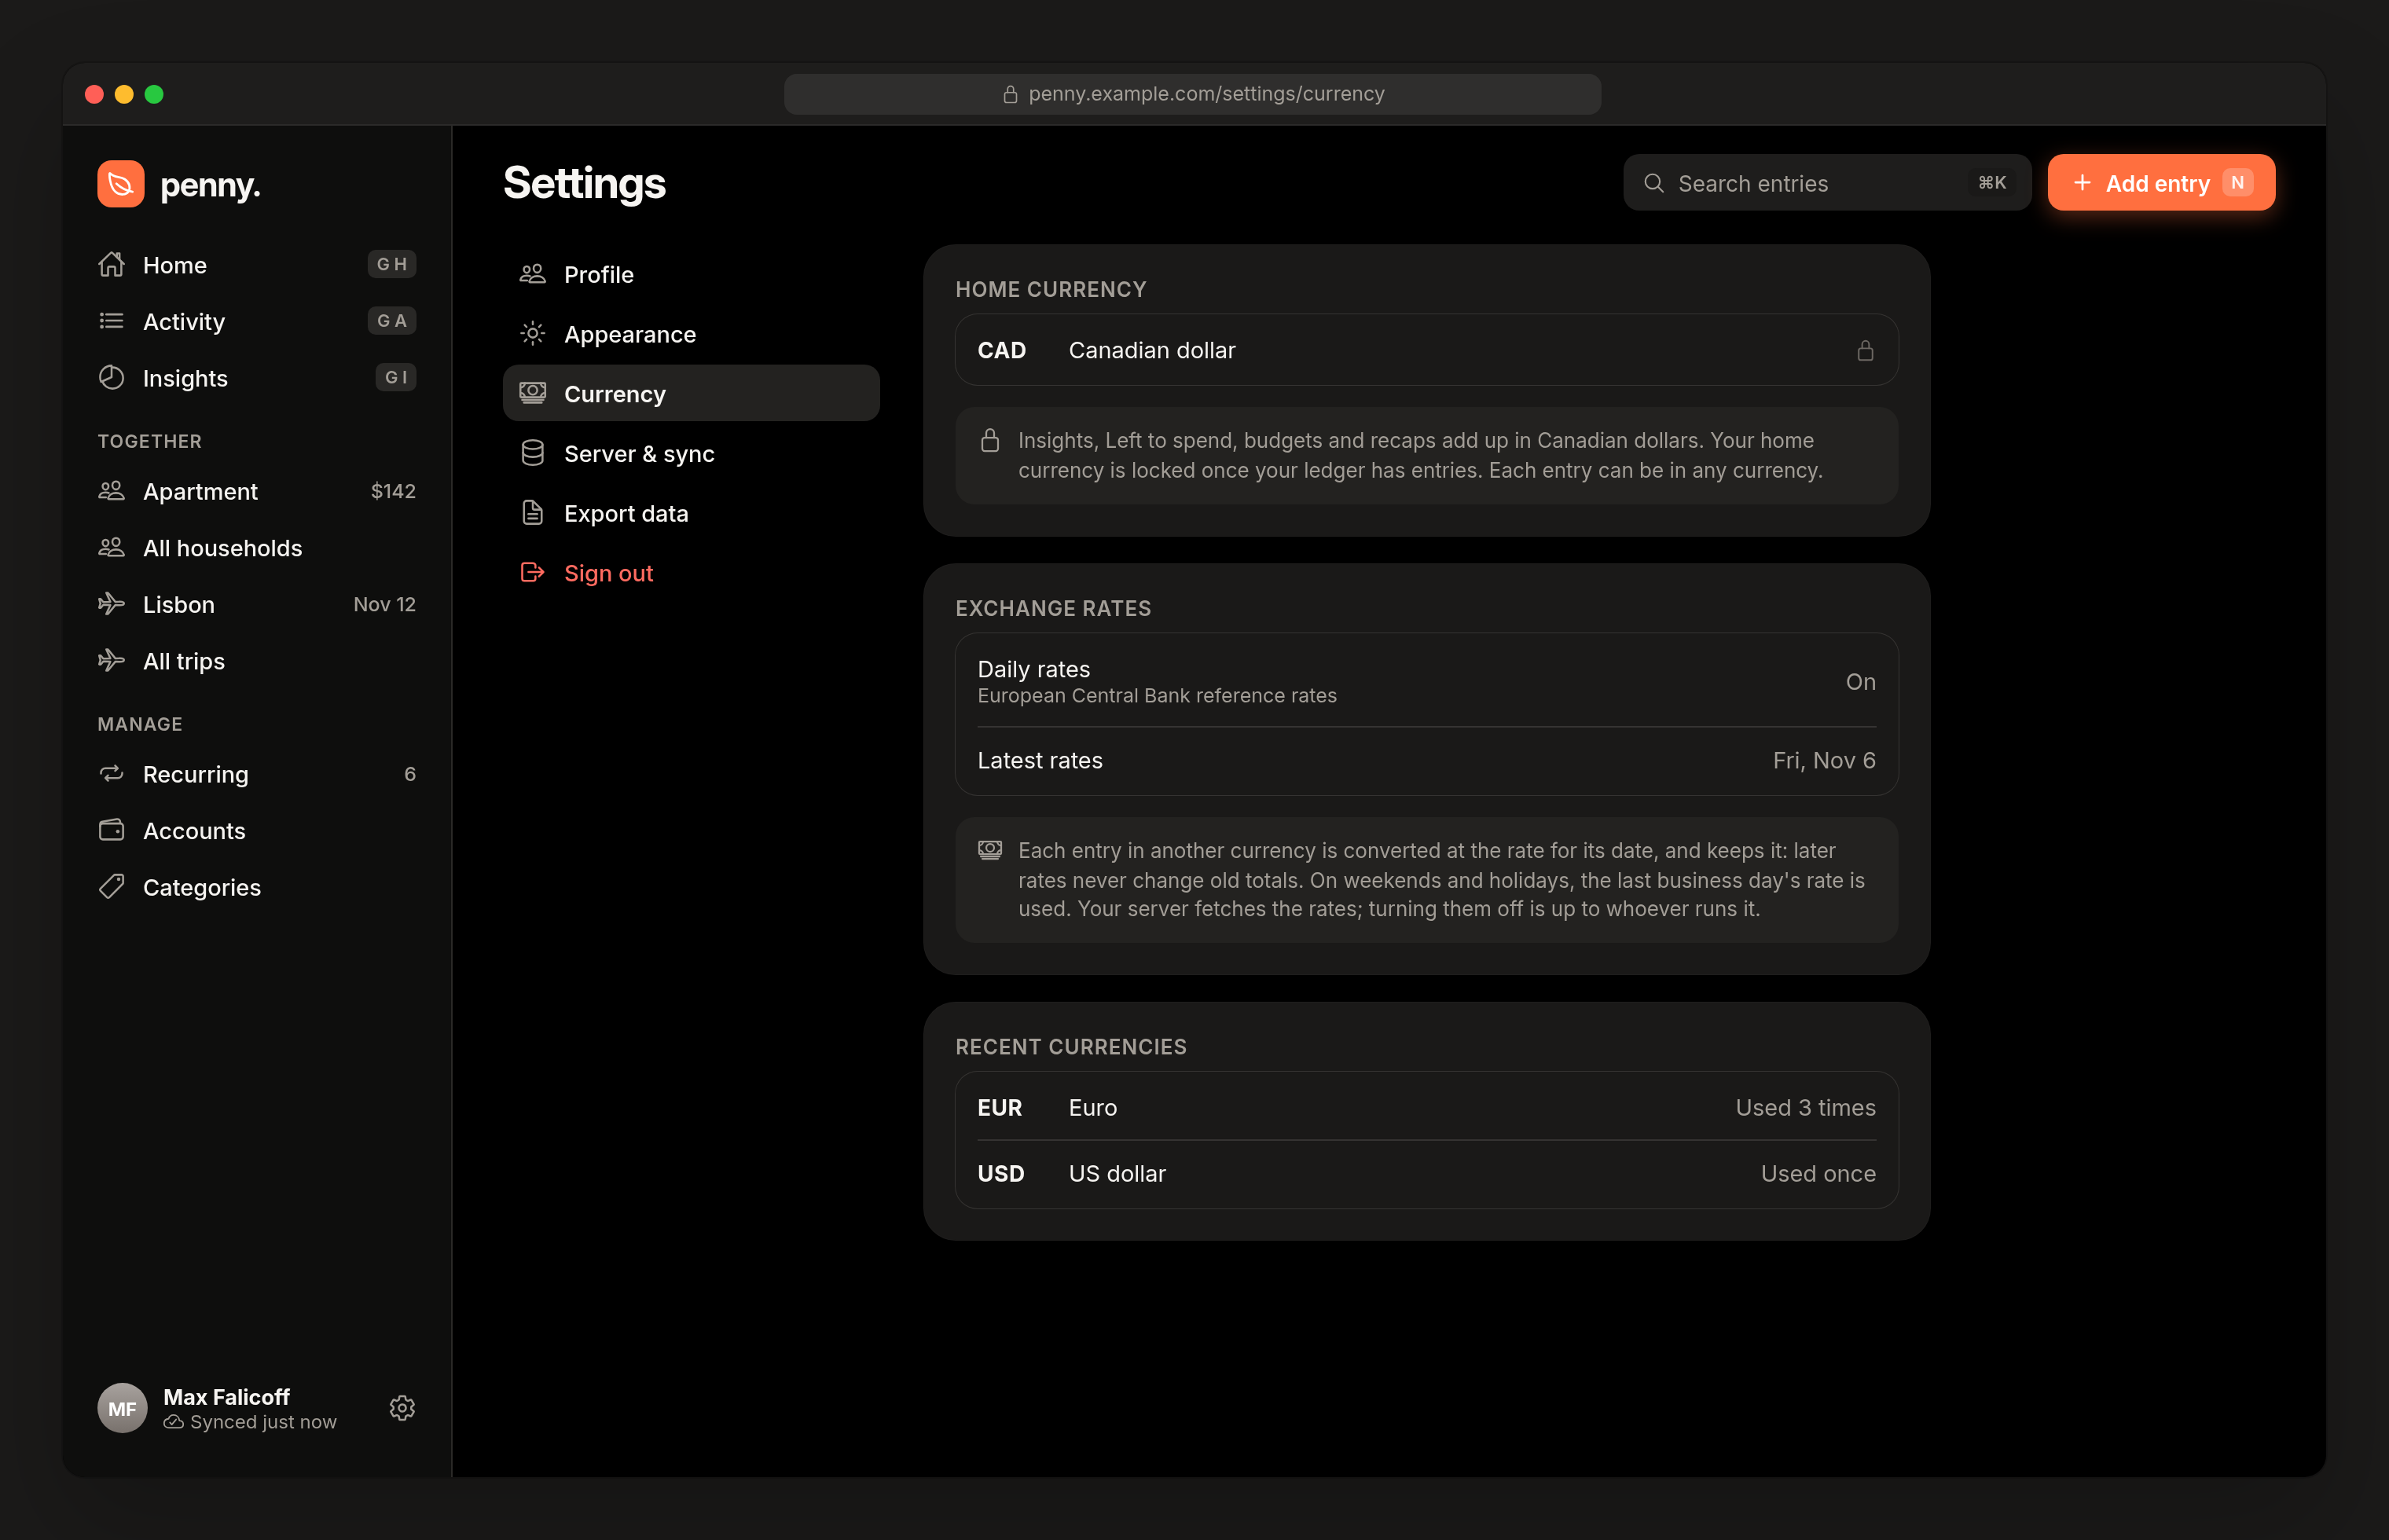 penny.example.com/settings/currency
penny.
Home G H
Activity G A
Insights G I
TOGETHER
Apartment $142
All households
Lisbon Nov 12
All trips
MANAGE
Recurring 6
Accounts
Categories
MF
Max Falicoff
Synced just now
Settings
Search entries ⌘K
Add entry N
Profile
Appearance
Currency
Server & sync
Export data
Sign out
HOME CURRENCY
CAD Canadian dollar
Insights, Left to spend, budgets and recaps add up in Canadian dollars. Your home
currency is locked once your ledger has entries. Each entry can be in any currency.
EXCHANGE RATES
Daily rates
European Central Bank reference rates
On
Latest rates Fri, Nov 6
Each entry in another currency is converted at the rate for its date, and keeps it: later
rates never change old totals. On weekends and holidays, the last business day's rate is
used. Your server fetches the rates; turning them off is up to whoever runs it.
RECENT CURRENCIES
EUR Euro Used 3 times
USD US dollar Used once